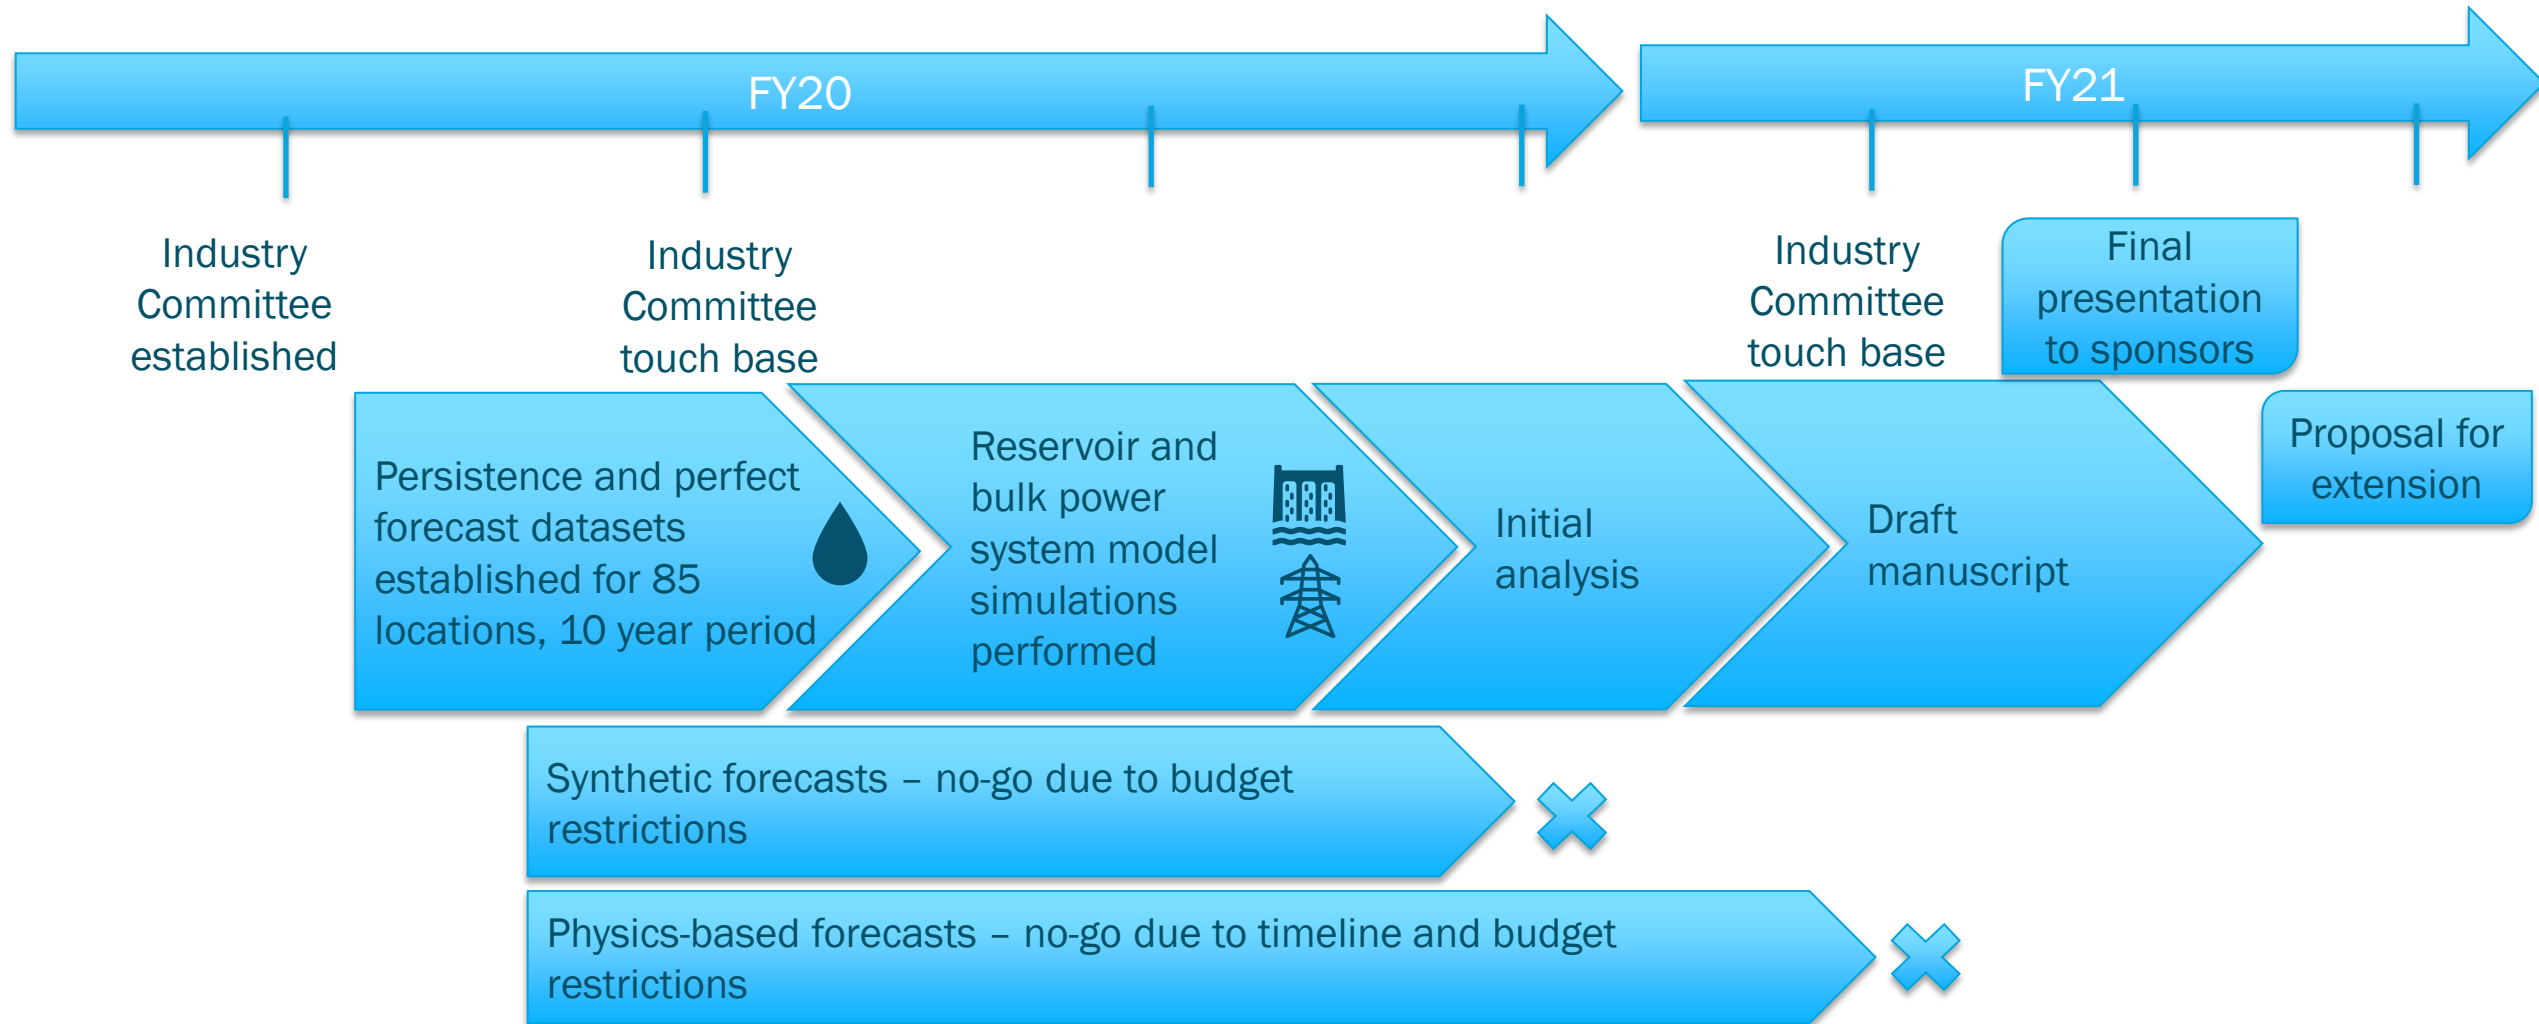 FY20
FY21
Industry
Committee
established
Industry
Committee
touch base
Industry
Committee
touch base
Final
presentation
to sponsors
Persistence and perfect
forecast datasets
established for 85
locations, 10 year period
Reservoir and
bulk power
system model
simulations
performed
Initial
analysis
Draft
manuscript
Proposal for
extension
Synthetic forecasts – no-go due to budget
restrictions
Physics-based forecasts – no-go due to timeline and budget
restrictions